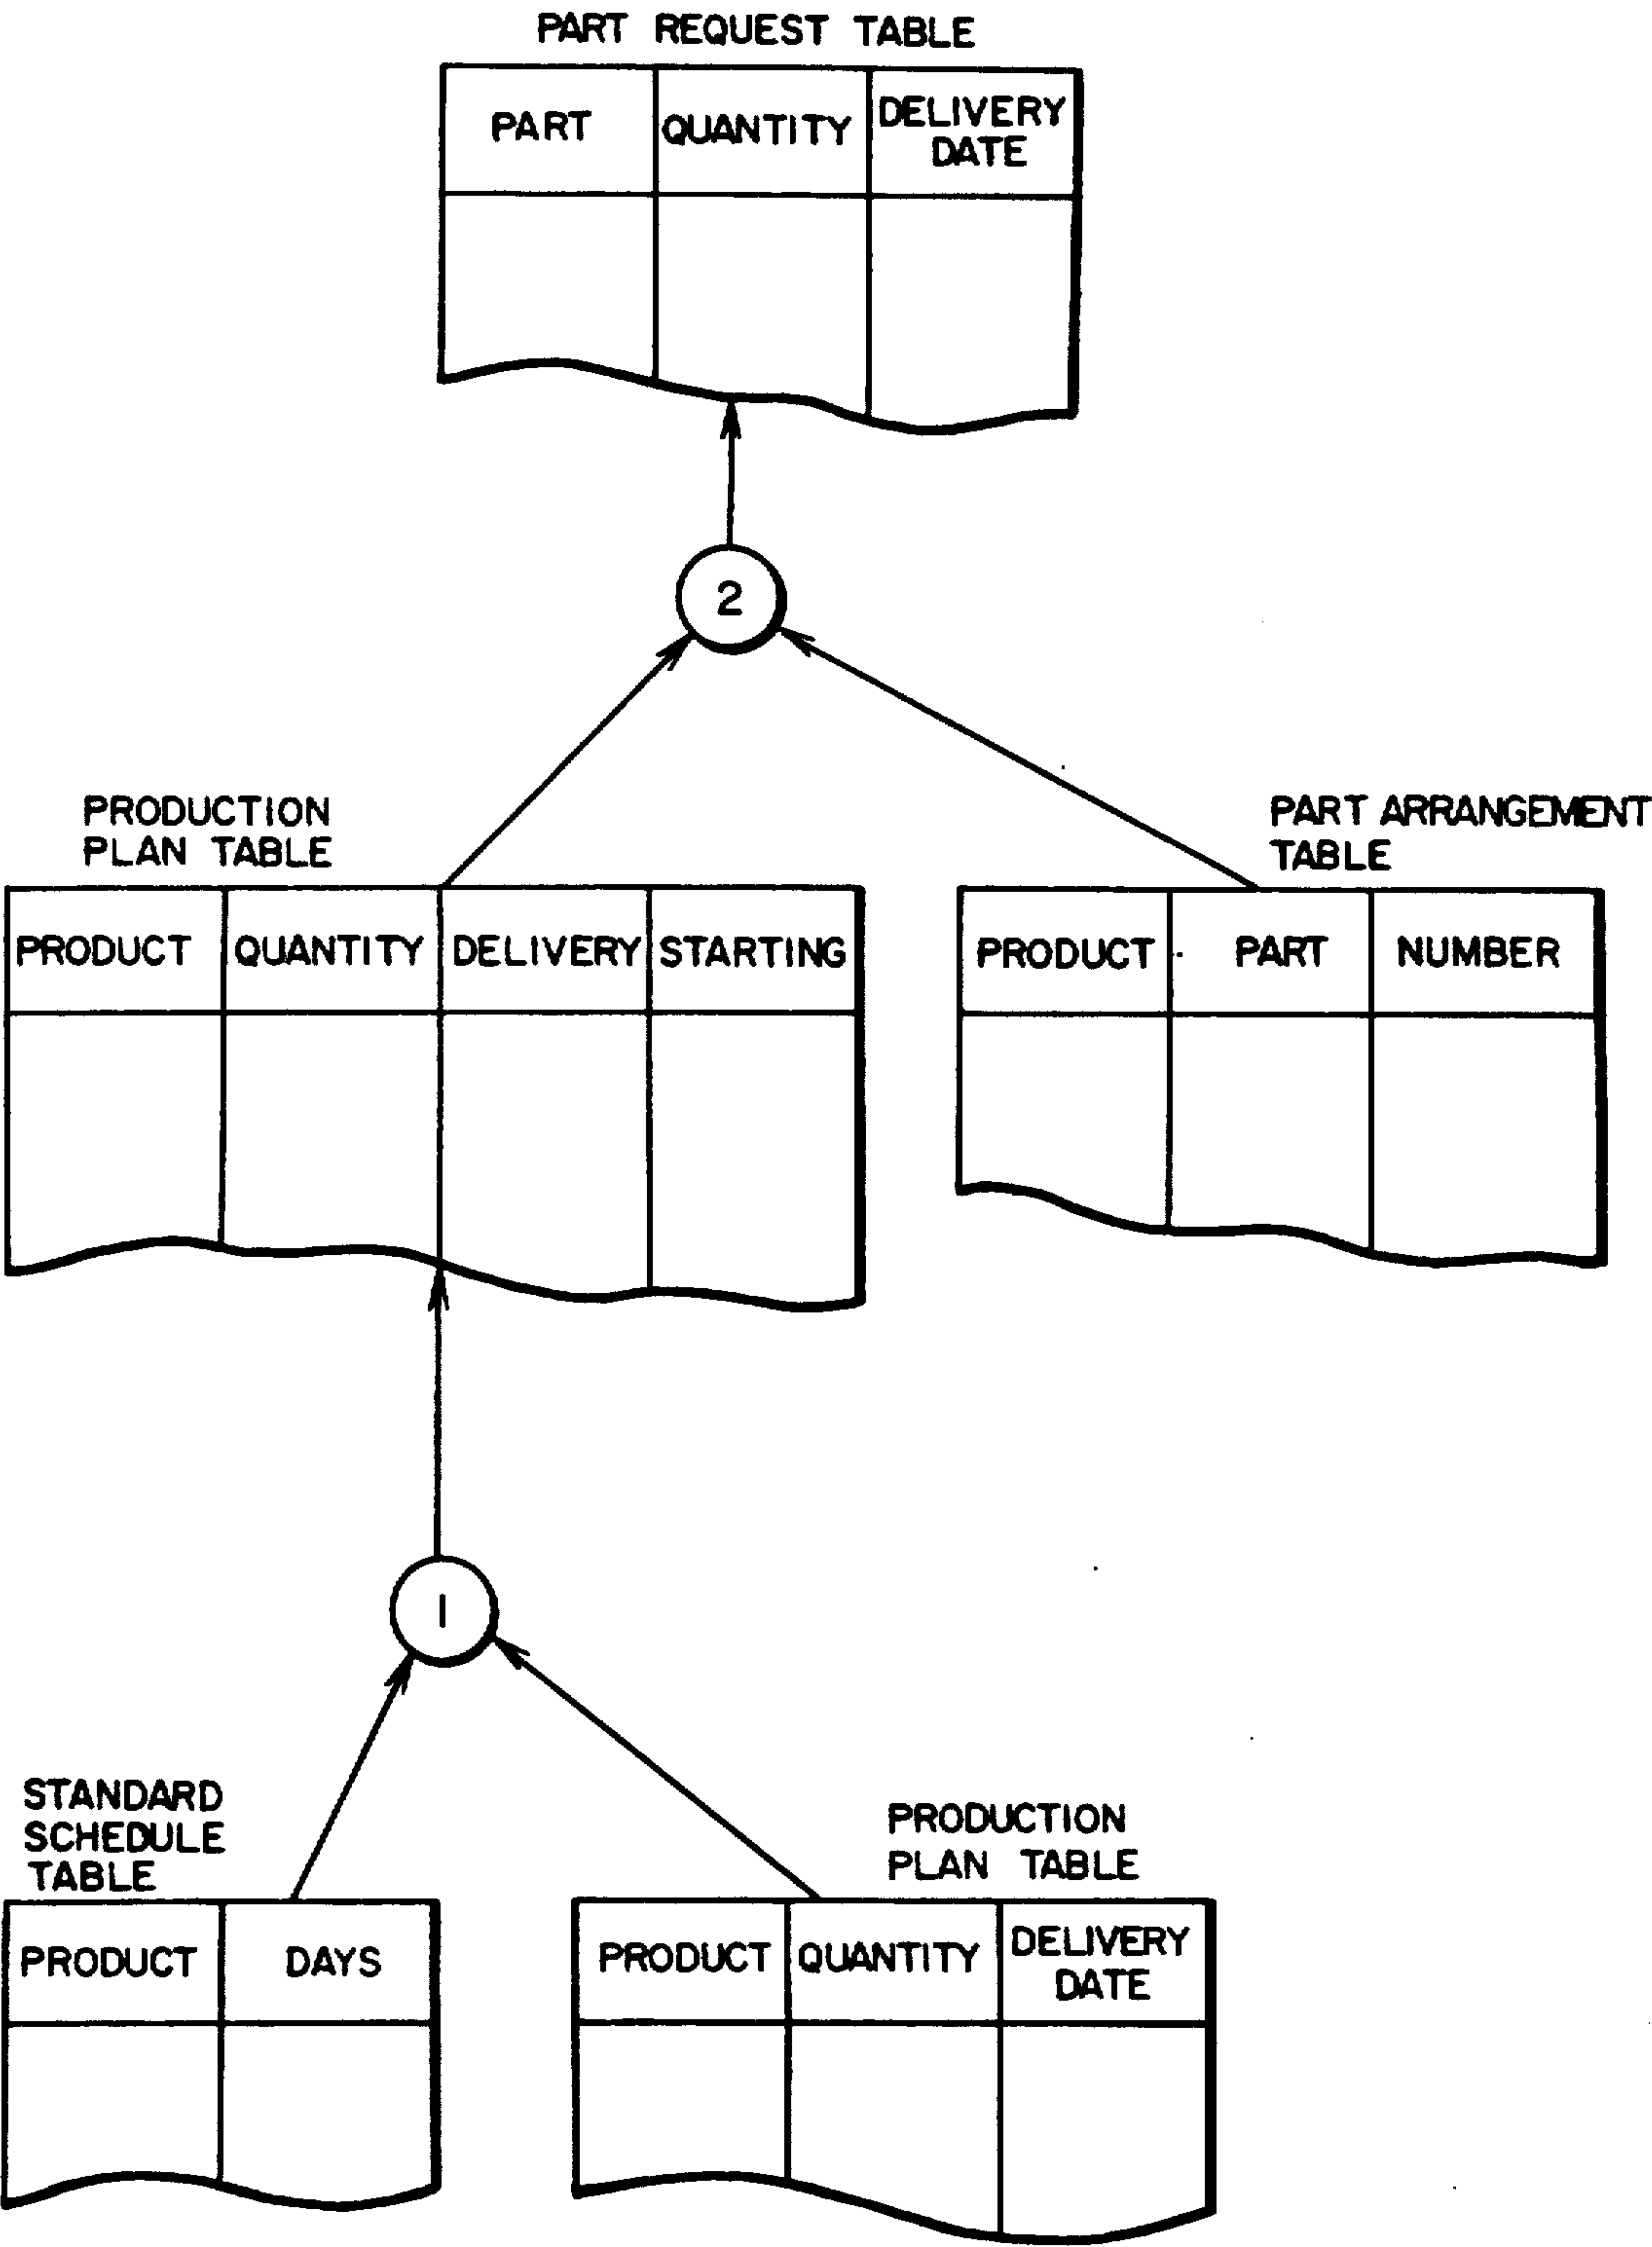 PART REQUEST TABLE
PART
QUANTITY
DELIVERY
DATE
2
PRODUCTION
PLAN TABLE
PRODUCT
QUANTITY
DELIVERY
STARTING
PART ARRANGEMENT
TABLE
PRODUCT
PART
NUMBER
1
STANDARD
SCHEDULE
TABLE
PRODUCT
DAYS
PRODUCTION
PLAN TABLE
PRODUCT
QUANTITY
DELIVERY
DATE